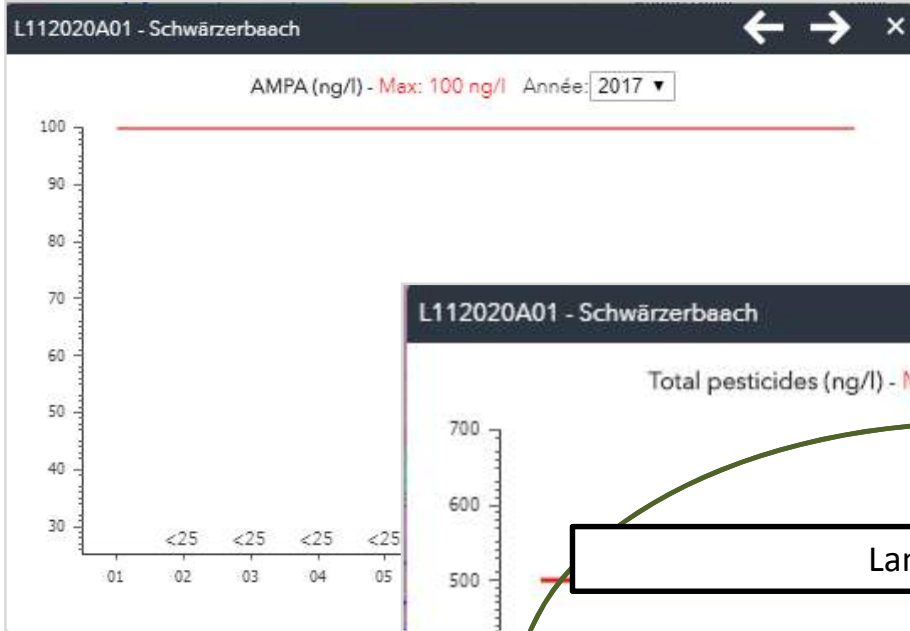 L112020A01 - Schwärzerbaach
AMPA (ng/l) - Max: 100 ng/l Année: 2017
100
90
80
70
60
50
40
30
<25 <25 <25 <25
01 02 03 04 05
L112020A01 - Schwärzerbaach
Total pesticides (ng/l) -
700
600
500